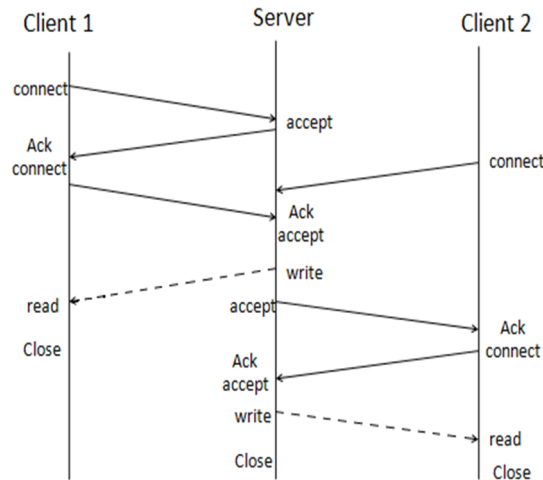 Client 1
Server
Client 2
connect
accept
Ack
connect
connect
Ack
accept
write
read
accept
Ack
connect
Close
Ack
accept
write
read
Close
Close